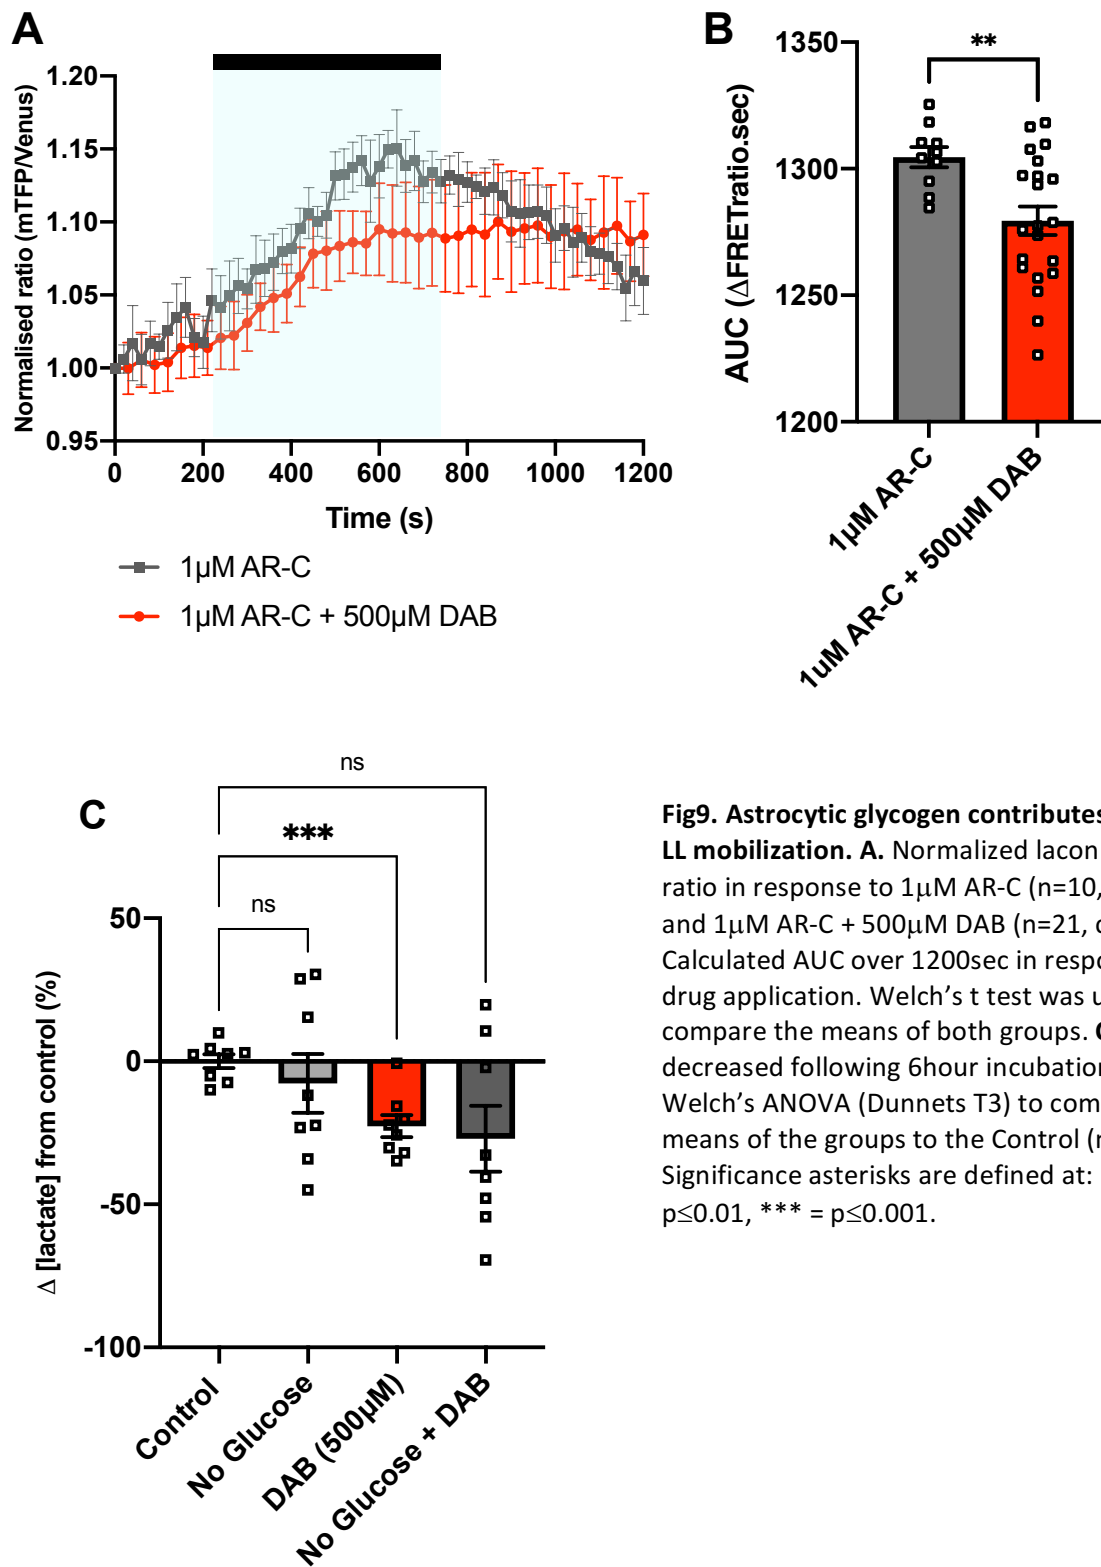 A
1.20
1.15
1.10
1.05
1.00
0.95
Normalised ratio (mTFP/Venus)
0
200
400
600
800
1000
1200
Time (s)
1µM AR-C
1µM AR-C + 500µM DAB
B
**
1350
1300
1250
1200
AUC (ΔFRETratio.sec)
1µM AR-C
1uM AR-C + 500µM DAB
C
ns
***
ns
50
0
-50
-100
Δ [lactate] from control (%)
Control
No Glucose
DAB (500µM)
No Glucose + DAB
Fig9. Astrocytic glycogen contributes
LL mobilization. A. Normalized lacon
ratio in response to 1µM AR-C (n=10,
and 1µM AR-C + 500µM DAB (n=21,
Calculated AUC over 1200sec in
drug application. Welch's t test was
compare the means of both groups.
decreased following 6hour
Welch's ANOVA (Dunnets T3) to
means of the groups to the Control
Significance asterisks are defined at:
p≤0.01, *** = p≤0.001.